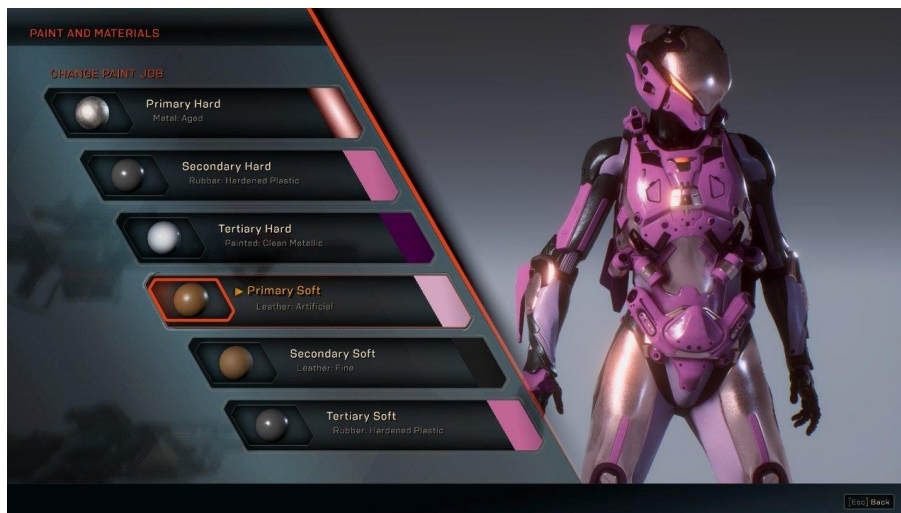 PAINT AND MATERIALS
CHANGE PAINT JOB
Primary Hard
Metal: Aged
Secondary Hard
Rubber: Hardened Plastic
Tertiary Hard
Painted: Clean Metallic
Primary Soft
Leather: Artificial
Secondary Soft
Leather: Fine
Tertiary Soft
Rubber: Hardened Plastic
[Esc] Back